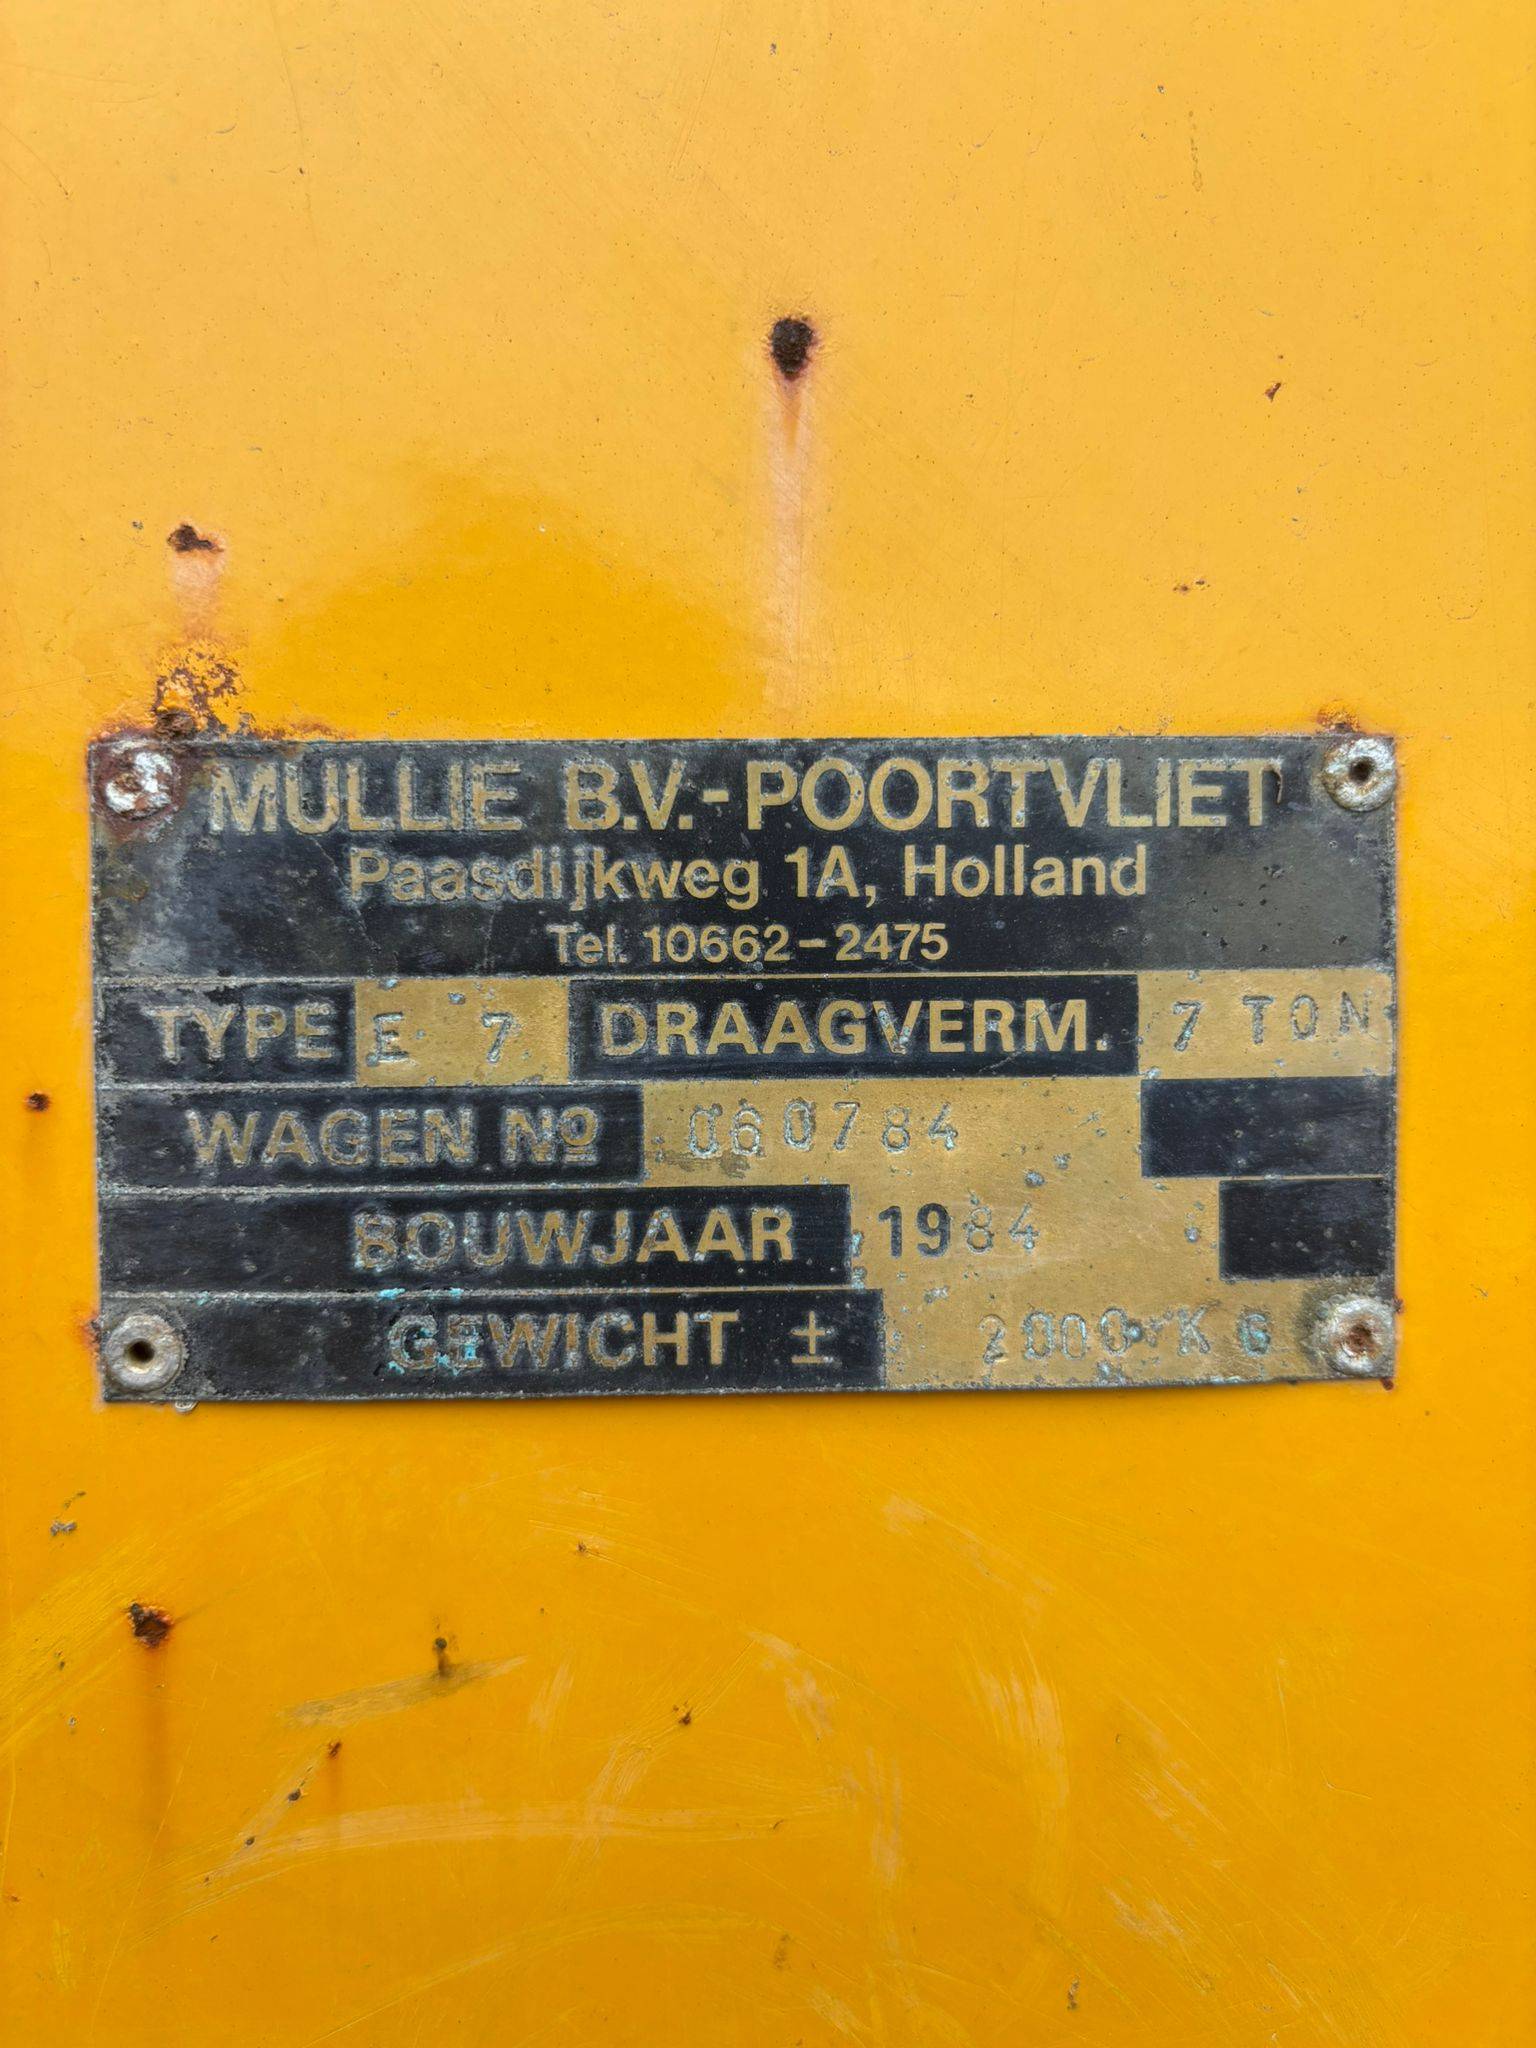 MULLIE B.V.-POORTVLIET
Paasdijkweg 1A, Holland
Tel. 10662-2475
TYPE E 7 DRAAGVERM. 7 TON
WAGEN Nº 060784
BOUWJAAR 1984
GEWICHT ± 2000 KG